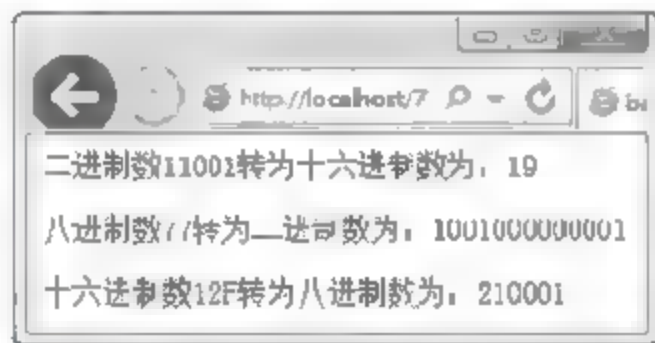 http://localhost/7
二进制数11001转为十六进制数为：19
八进制数77转为二进制数为：1001000000001
十六进制数12F转为八进制数为：210001